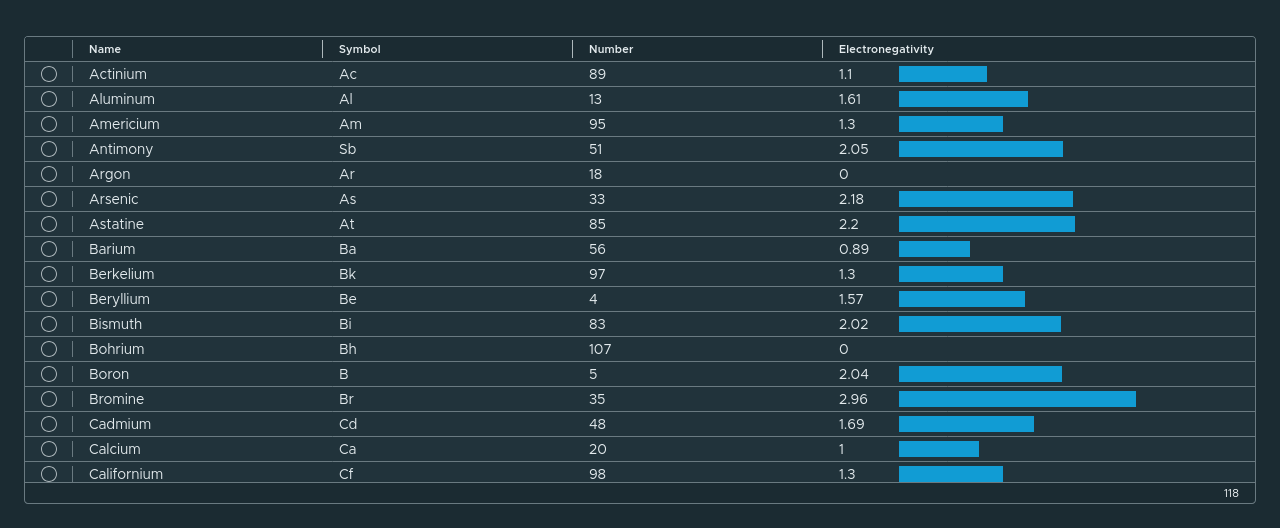 Name Symbol Number Electronegativity
Actinium Ac 89 1.1
Aluminum Al 13 1.61
Americium Am 95 1.3
Antimony Sb 51 2.05
Argon Ar 18 0
Arsenic As 33 2.18
Astatine At 85 2.2
Barium Ba 56 0.89
Berkelium Bk 97 1.3
Beryllium Be 4 1.57
Bismuth Bi 83 2.02
Bohrium Bh 107 0
Boron B 5 2.04
Bromine Br 35 2.96
Cadmium Cd 48 1.69
Calcium Ca 20 1
Californium Cf 98 1.3
118